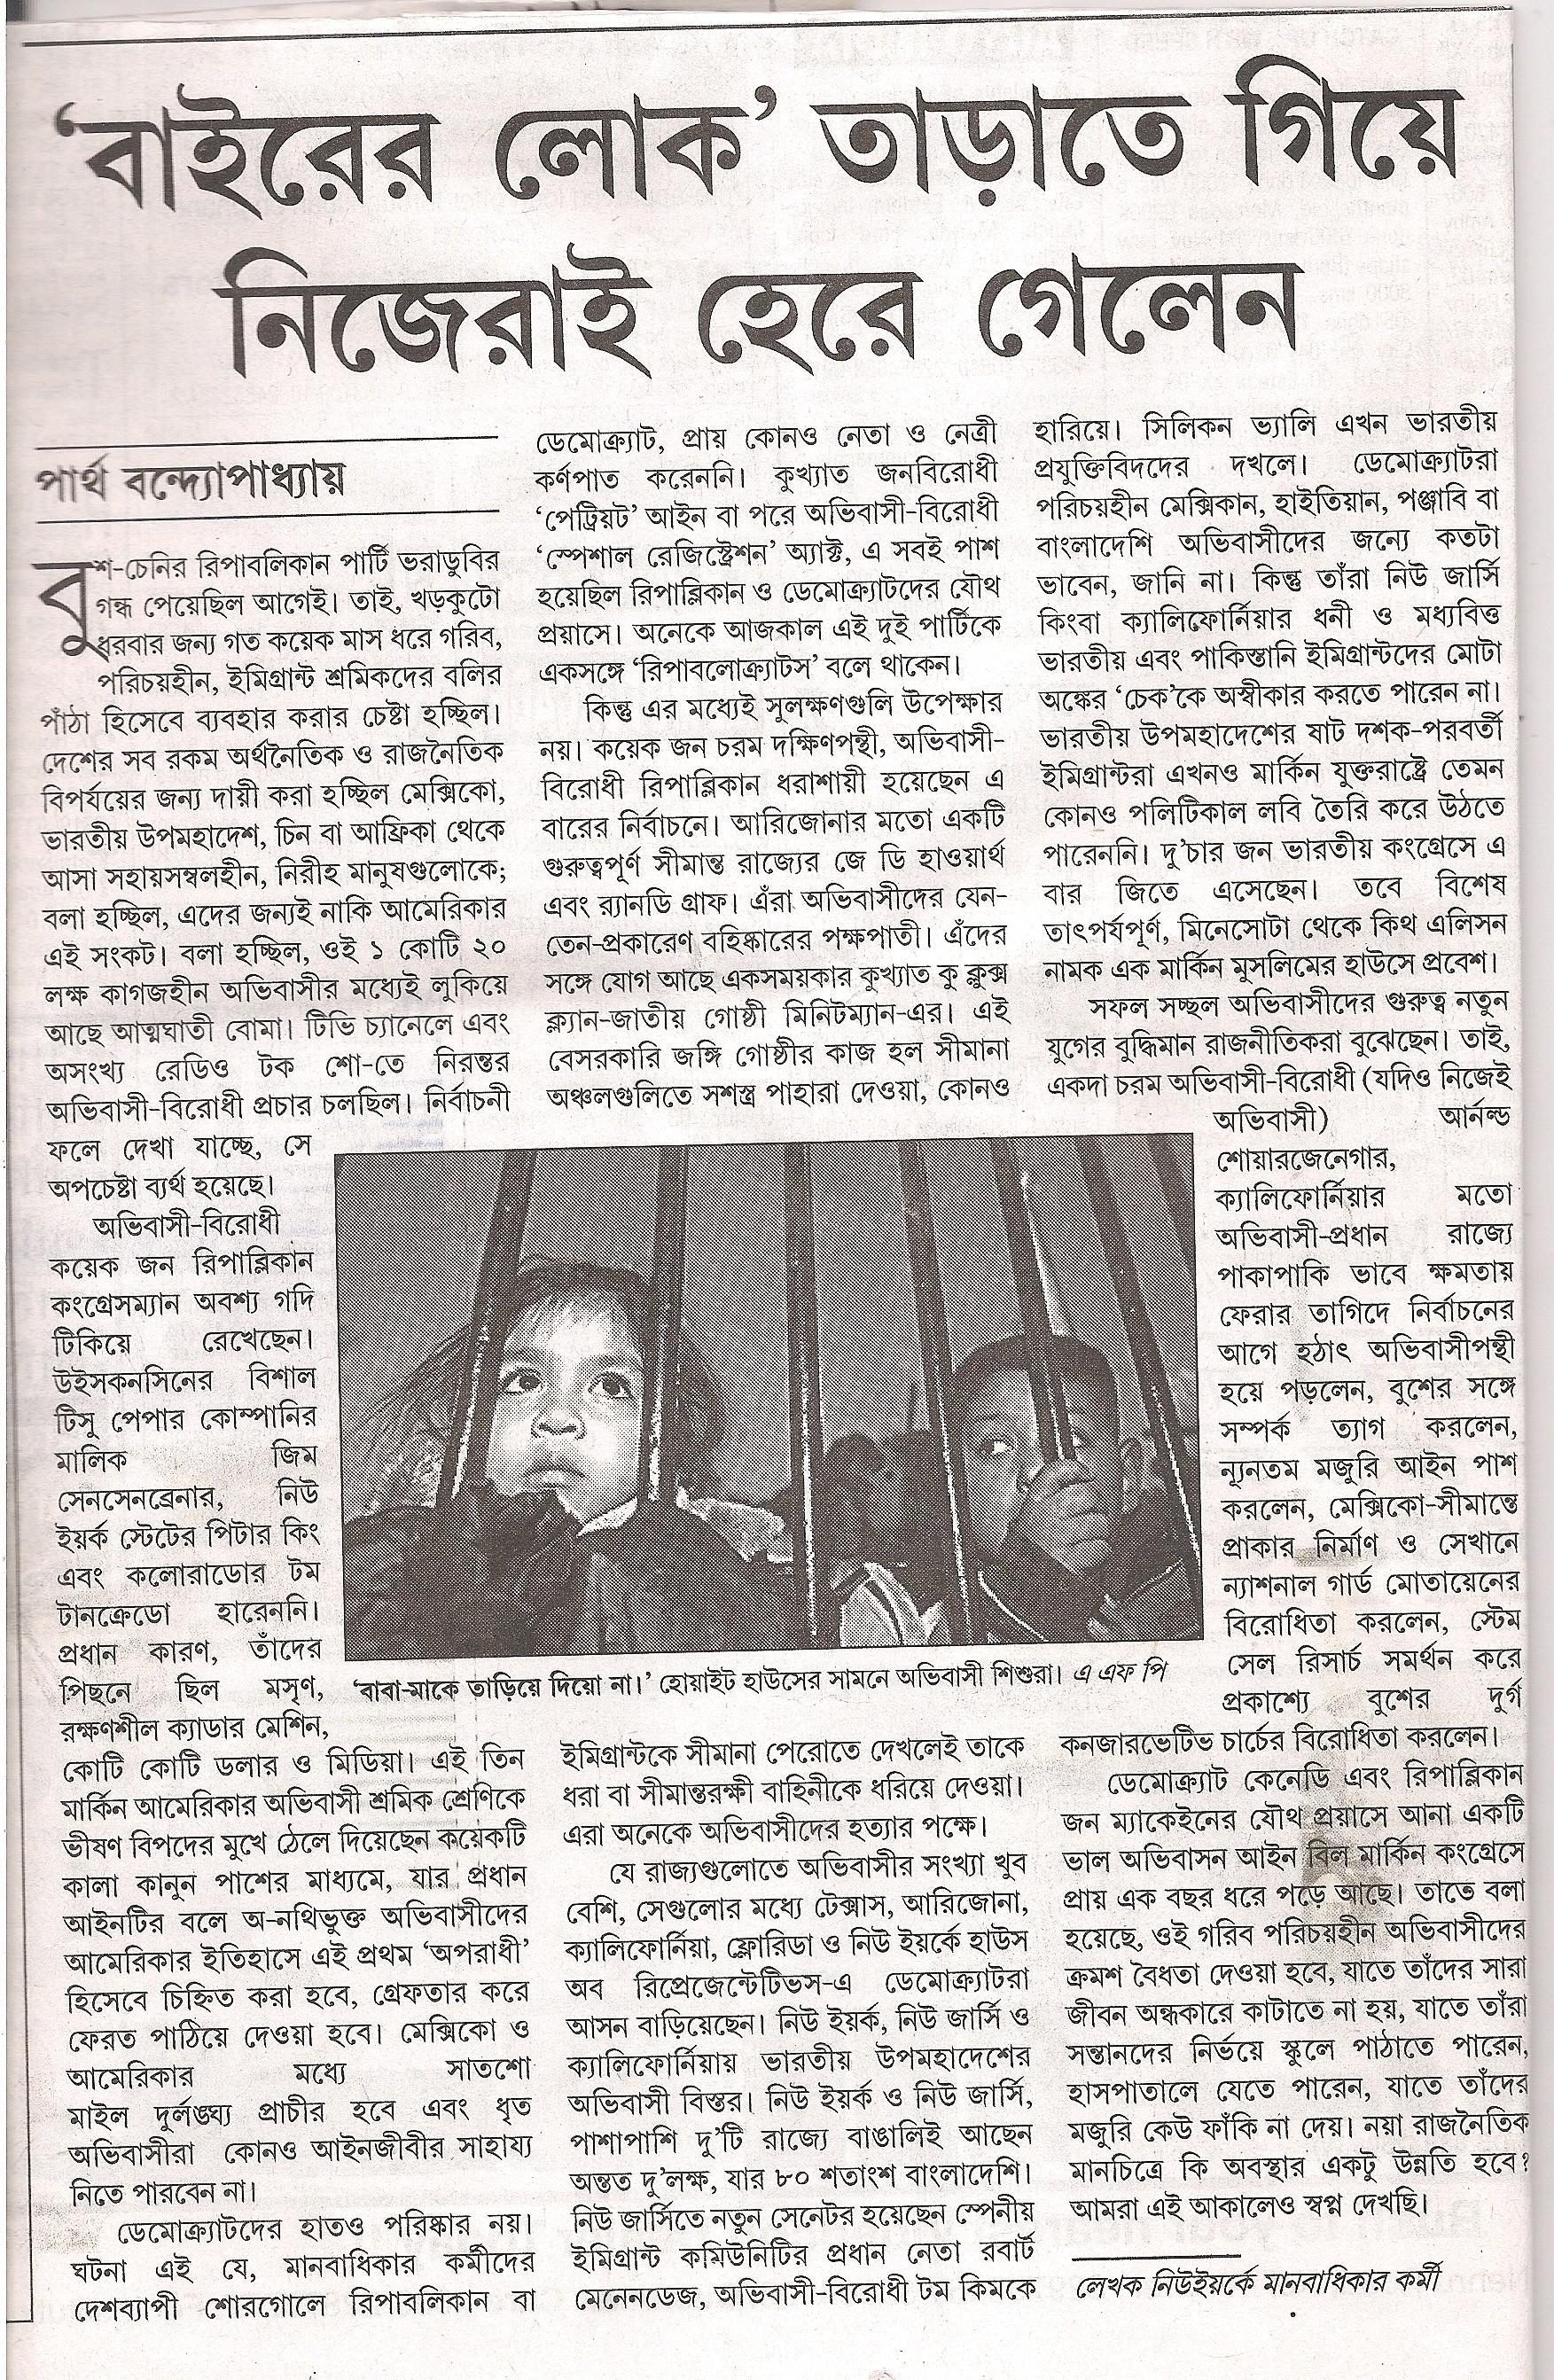 ‘বাইরের লোক’ তাড়াতে গিয়ে
নিজেরাই হেরে গেলেন
পার্থ বন্দ্যোপাধ্যায়
বুশ-চেনির রিপাবলিকান পার্টি ভরাডুবির
গন্ধ পেয়েছিল আগেই। তাই, খড়কুটো
ধরবার জন্য গত কয়েক মাস ধরে গরিব,
পরিচয়হীন, ইমিগ্রান্ট শ্রমিকদের বলির
পাঁঠা হিসেবে ব্যবহার করার চেষ্টা হচ্ছিল।
দেশের সব রকম অর্থনৈতিক ও রাজনৈতিক
বিপর্যয়ের জন্য দায়ী করা হচ্ছিল মেক্সিকো,
ভারতীয় উপমহাদেশ, চিন বা আফ্রিকা থেকে
আসা সহায়সম্বলহীন, নিরীহ মানুষগুলোকে;
বলা হচ্ছিল, এদের জন্যই নাকি আমেরিকার
এই সংকট। বলা হচ্ছিল, ওই ১ কোটি ২০
লক্ষ কাগজহীন অভিবাসীর মধ্যেই লুকিয়ে
আছে আত্মঘাতী বোমা। টিভি চ্যানেলে এবং
অসংখ্য রেডিও টক শো-তে নিরন্তর
অভিবাসী-বিরোধী প্রচার চলছিল। নির্বাচনী
ফলে দেখা যাচ্ছে, সে
অপচেষ্টা ব্যর্থ হয়েছে।
অভিবাসী-বিরোধী
কয়েক জন রিপাব্লিকান
কংগ্রেসম্যান অবশ্য গদি
টিকিয়ে রেখেছেন।
উইসকনসিনের বিশাল
টিসু পেপার কোম্পানির
মালিক জিম
সেনসেনব্রেনার, নিউ
ইয়র্ক স্টেটের পিটার কিং
এবং কলোরাডোর টম
টানক্রেডো হারেননি।
প্রধান কারণ, তাঁদের
পিছনে ছিল মসৃণ,
রক্ষণশীল ক্যাডার মেশিন,
কোটি কোটি ডলার ও মিডিয়া। এই তিন
মার্কিন আমেরিকার অভিবাসী শ্রমিক শ্রেণিকে
ভীষণ বিপদের মুখে ঠেলে দিয়েছেন কয়েকটি
কালা কানুন পাশের মাধ্যমে, যার প্রধান
আইনটির বলে অ-নথিভুক্ত অভিবাসীদের
আমেরিকার ইতিহাসে এই প্রথম ‘অপরাধী’
হিসেবে চিহ্নিত করা হবে, গ্রেফতার করে
ফেরত পাঠিয়ে দেওয়া হবে। মেক্সিকো ও
আমেরিকার মধ্যে সাতশো
মাইল দুর্লঙ্ঘ্য প্রাচীর হবে এবং ধৃত
অভিবাসীরা কোনও আইনজীবীর সাহায্য
নিতে পারবেন না।
ডেমোক্র্যাটদের হাতও পরিষ্কার নয়।
ঘটনা এই যে, মানবাধিকার কর্মীদের
দেশব্যাপী শোরগোলে রিপাবলিকান বা
ডেমোক্র্যাট, প্রায় কোনও নেতা ও নেত্রী
কর্ণপাত করেননি। কুখ্যাত জনবিরোধী
‘পেট্রিয়ট’ আইন বা পরে অভিবাসী-বিরোধী
‘স্পেশাল রেজিস্ট্রেশন’ অ্যাক্ট, এ সবই পাশ
হয়েছিল রিপাব্লিকান ও ডেমোক্র্যাটদের যৌথ
প্রয়াসে। অনেকে আজকাল এই দুই পার্টিকে
একসঙ্গে ‘রিপাবলোক্র্যাটস’ বলে থাকেন।
কিন্তু এর মধ্যেই সুলক্ষণগুলি উপেক্ষার
নয়। কয়েক জন চরম দক্ষিণপন্থী, অভিবাসী-
বিরোধী রিপাব্লিকান ধরাশায়ী হয়েছেন এ
বারের নির্বাচনে। আরিজোনার মতো একটি
গুরুত্বপূর্ণ সীমান্ত রাজ্যের জে ডি হাওয়ার্থ
এবং র‍্যানডি গ্রাফ। এঁরা অভিবাসীদের যেন-
তেন-প্রকারেণ বহিষ্কারের পক্ষপাতী। এঁদের
সঙ্গে যোগ আছে একসময়কার কুখ্যাত কু ক্লুক্স
ক্ল্যান-জাতীয় গোষ্ঠী মিনিটম্যান-এর। এই
বেসরকারি জঙ্গি গোষ্ঠীর কাজ হল সীমানা
অঞ্চলগুলিতে সশস্ত্র পাহারা দেওয়া, কোনও
‘বাবা-মাকে তাড়িয়ে দিয়ো না।’ হোয়াইট হাউসের সামনে অভিবাসী শিশুরা। এ এফ পি
ইমিগ্রান্টকে সীমানা পেরোতে দেখলেই তাকে
ধরা বা সীমান্তরক্ষী বাহিনীকে ধরিয়ে দেওয়া।
এরা অনেকে অভিবাসীদের হত্যার পক্ষে।
যে রাজ্যগুলোতে অভিবাসীর সংখ্যা খুব
বেশি, সেগুলোর মধ্যে টেক্সাস, আরিজোনা,
ক্যালিফোর্নিয়া, ফ্লোরিডা ও নিউ ইয়র্কে হাউস
অব রিপ্রেজেন্টেটিভস-এ ডেমোক্র্যাটরা
আসন বাড়িয়েছেন। নিউ ইয়র্ক, নিউ জার্সি ও
ক্যালিফোর্নিয়ায় ভারতীয় উপমহাদেশের
অভিবাসী বিস্তর। নিউ ইয়র্ক ও নিউ জার্সি,
পাশাপাশি দু’টি রাজ্যে বাঙালিই আছেন
অন্তত দু’লক্ষ, যার ৮০ শতাংশ বাংলাদেশি।
নিউ জার্সিতে নতুন সেনেটর হয়েছেন স্পেনীয়
ইমিগ্রান্ট কমিউনিটির প্রধান নেতা রবার্ট
মেনেনডেজ, অভিবাসী-বিরোধী টম কিমকে
হারিয়ে। সিলিকন ভ্যালি এখন ভারতীয়
প্রযুক্তিবিদদের দখলে। ডেমোক্র্যাটরা
পরিচয়হীন মেক্সিকান, হাইতিয়ান, পঞ্জাবি বা
বাংলাদেশি অভিবাসীদের জন্যে কতটা
ভাবেন, জানি না। কিন্তু তাঁরা নিউ জার্সি
কিংবা ক্যালিফোর্নিয়ার ধনী ও মধ্যবিত্ত
ভারতীয় এবং পাকিস্তানি ইমিগ্রান্টদের মোটা
অঙ্কের ‘চেক’কে অস্বীকার করতে পারেন না।
ভারতীয় উপমহাদেশের ষাট দশক-পরবর্তী
ইমিগ্রান্টরা এখনও মার্কিন যুক্তরাষ্ট্রে তেমন
কোনও পলিটিকাল লবি তৈরি করে উঠতে
পারেননি। দু’চার জন ভারতীয় কংগ্রেসে এ
বার জিতে এসেছেন। তবে বিশেষ
তাৎপর্যপূর্ণ, মিনেসোটা থেকে কিথ এলিসন
নামক এক মার্কিন মুসলিমের হাউসে প্রবেশ।
সফল সচ্ছল অভিবাসীদের গুরুত্ব নতুন
যুগের বুদ্ধিমান রাজনীতিকরা বুঝেছেন। তাই,
একদা চরম অভিবাসী-বিরোধী (যদিও নিজেই
অভিবাসী) আর্নল্ড
শোয়ারজেনেগার,
ক্যালিফোর্নিয়ার মতো
অভিবাসী-প্রধান রাজ্যে
পাকাপাকি ভাবে ক্ষমতায়
ফেরার তাগিদে নির্বাচনের
আগে হঠাৎ অভিবাসীপন্থী
হয়ে পড়লেন, বুশের সঙ্গে
সম্পর্ক ত্যাগ করলেন,
ন্যূনতম মজুরি আইন পাশ
করলেন, মেক্সিকো-সীমান্তে
প্রাকার নির্মাণ ও সেখানে
ন্যাশনাল গার্ড মোতায়েনের
বিরোধিতা করলেন, স্টেম
সেল রিসার্চ সমর্থন করে
প্রকাশ্যে বুশের দুর্গ
কনজারভেটিভ চার্চের বিরোধিতা করলেন।
ডেমোক্র্যাট কেনেডি এবং রিপাব্লিকান
জন ম্যাকেইনের যৌথ প্রয়াসে আনা একটি
ভাল অভিবাসন আইন বিল মার্কিন কংগ্রেসে
প্রায় এক বছর ধরে পড়ে আছে। তাতে বলা
হয়েছে, ওই গরিব পরিচয়হীন অভিবাসীদের
ক্রমশ বৈধতা দেওয়া হবে, যাতে তাঁদের সারা
জীবন অন্ধকারে কাটাতে না হয়, যাতে তাঁরা
সন্তানদের নির্ভয়ে স্কুলে পাঠাতে পারেন,
হাসপাতালে যেতে পারেন, যাতে তাঁদের
মজুরি কেউ ফাঁকি না দেয়। নয়া রাজনৈতিক
মানচিত্রে কি অবস্থার একটু উন্নতি হবে?
আমরা এই আকালেও স্বপ্ন দেখছি।
লেখক নিউইয়র্কে মানবাধিকার কর্মী